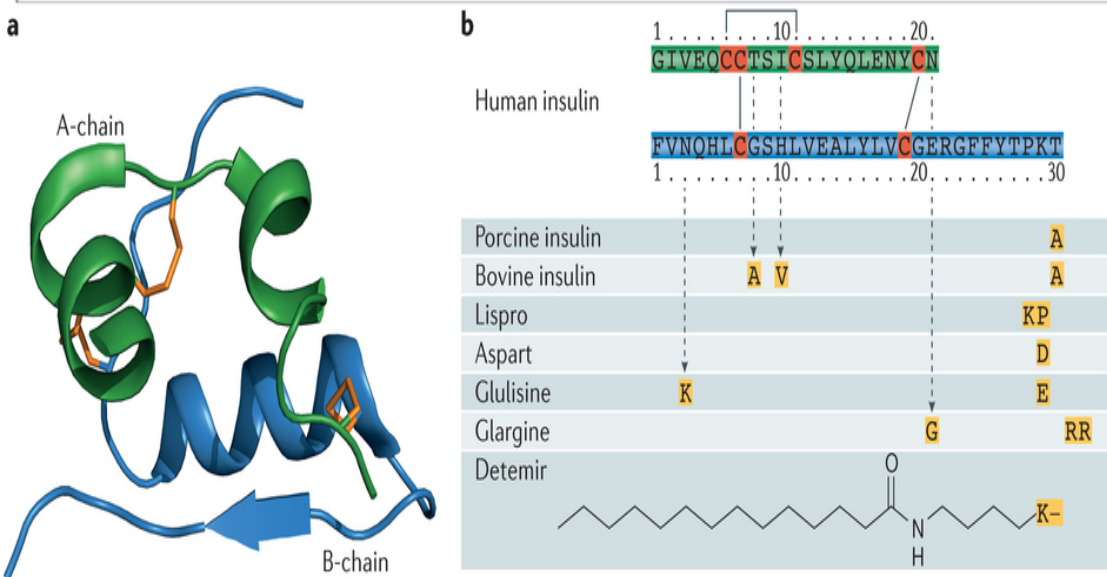 a
A-chain
B-chain
b
1 . . . . . . . . 10 . . . . . . . . . 20 .
GIVEQCCTSICSLYQLENYCN
Human insulin
FVNQHLCGSHLVEALYLVCGERGFFYTPKT
1 . . . . . . . . 10 . . . . . . . . . 20 . . . . . . . . . 30
Porcine insulin A
Bovine insulin A V A
Lispro KP
Aspart D
Glulisine K E
Glargine G RR
Detemir
O
K–
N
H